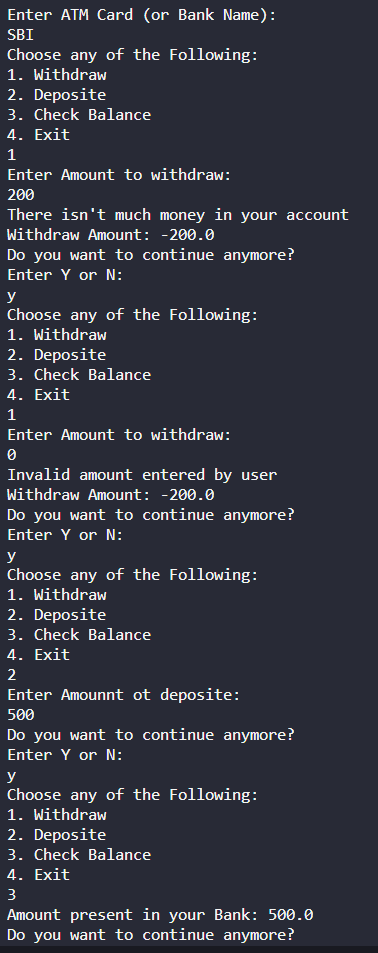 Enter ATM Card (or Bank Name):
SBI
Choose any of the Following:
1. Withdraw
2. Deposite
3. Check Balance
4. Exit
1
Enter Amount to withdraw:
200
There isn't much money in your account
Withdraw Amount: -200.0
Do you want to continue anymore?
Enter Y or N:
y
Choose any of the Following:
1. Withdraw
2. Deposite
3. Check Balance
4. Exit
1
Enter Amount to withdraw:
0
Invalid amount entered by user
Withdraw Amount: -200.0
Do you want to continue anymore?
Enter Y or N:
y
Choose any of the Following:
1. Withdraw
2. Deposite
3. Check Balance
4. Exit
2
Enter Amounnt ot deposite:
500
Do you want to continue anymore?
Enter Y or N:
y
Choose any of the Following:
1. Withdraw
2. Deposite
3. Check Balance
4. Exit
3
Amount present in your Bank: 500.0
Do you want to continue anymore?